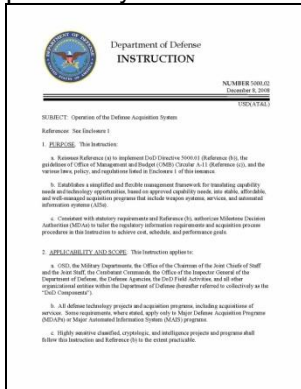 Department of Defense
INSTRUCTION
NUMBER 5000.02
December 8, 2008
USD(AT&L)
SUBJECT: Operation of the Defense Acquisition System
References: See Enclosure 1
1. PURPOSE. This Instruction:
a. Reissues Reference (a) to implement DoD Directive 5000.01 (Reference (b)), the
guidelines of Office of Management and Budget (OMB) Circular A-11 (Reference (c)), and the
various laws, policy, and regulations listed in Enclosure 1 of this issuance.
b. Establishes a simplified and flexible management framework for translating capability
needs and technology opportunities, based on approved capability needs, into stable, affordable,
and well-managed acquisition programs that include weapon systems, services, and automated
information systems (AISs).
c. Consistent with statutory requirements and Reference (b), authorizes Milestone Decision
Authorities (MDAs) to tailor the regulatory information requirements and acquisition process
procedures in this Instruction to achieve cost, schedule, and performance goals.
2. APPLICABILITY AND SCOPE. This Instruction applies to:
a. OSD, the Military Departments, the Office of the Chairman of the Joint Chiefs of Staff
and the Joint Staff, the Combatant Commands, the Office of the Inspector General of the
Department of Defense, the Defense Agencies, the DoD Field Activities, and all other
organizational entities within the Department of Defense (hereafter referred to collectively as the
"DoD Components").
b. All defense technology projects and acquisition programs, including acquisitions of
services. Some requirements, where stated, apply only to Major Defense Acquisition Programs
(MDAPs) or Major Automated Information System (MAIS) programs.
c. Highly sensitive classified, cryptologic, and intelligence projects and programs shall
follow this Instruction and Reference (b) to the extent practicable.